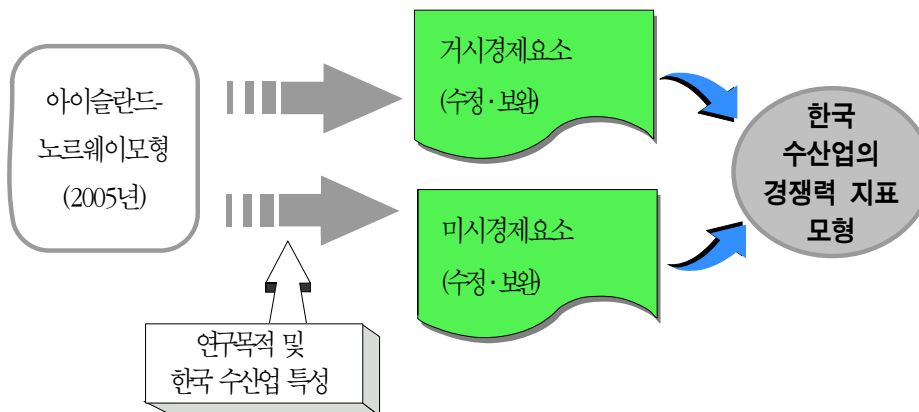 아이슬란드-
노르웨이모형
(2005년)
거시경제요소
(수정·보완)
미시경제요소
(수정·보완)
연구목적 및
한국 수산업 특성
한국
수산업의
경쟁력 지표
모형